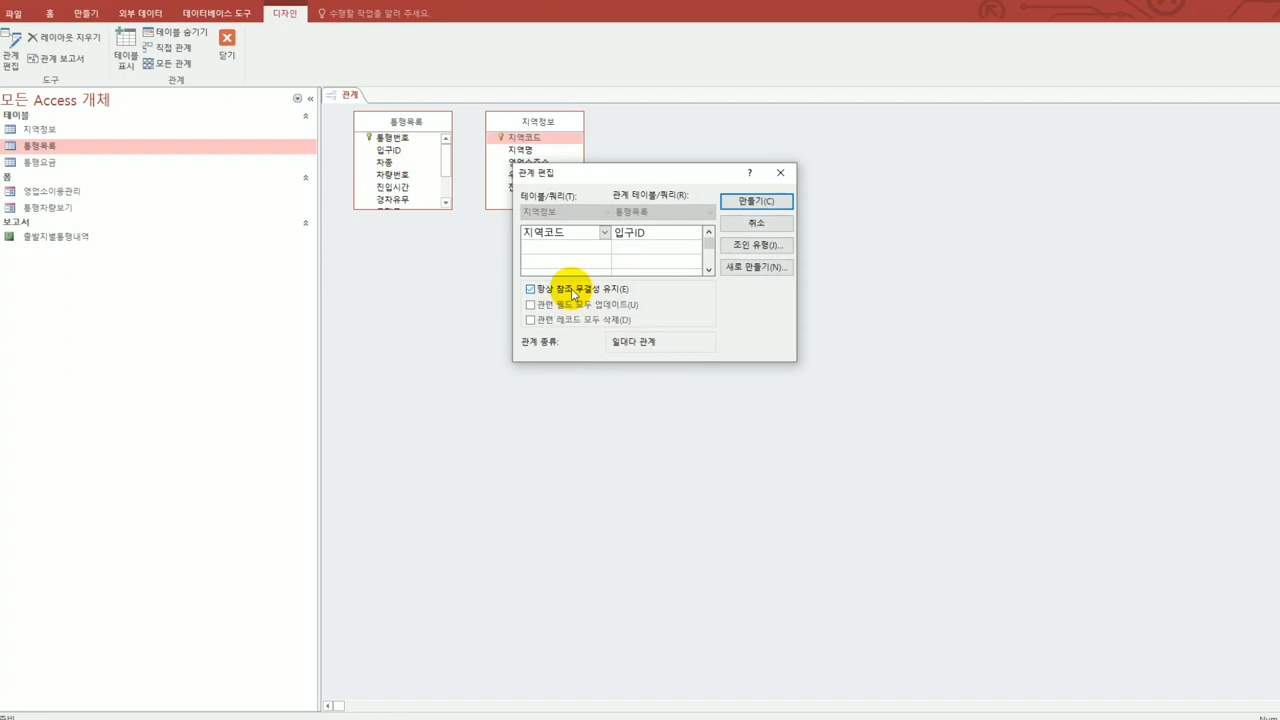 파일 홈 만들기 외부 데이터 데이터베이스 도구 디자인 수행할 작업을 알려 주세요.
관계 편집
레이아웃 지우기
관계 보고서
도구
테이블 표시
테이블 숨기기
직접 관계
모든 관계
관계
닫기
모든 Access 개체 «
테이블
지역정보
통행목록
통행요금
폼
영업소이용관리
통행차량보기
보고서
출발지별통행내역
관계
통행목록
통행번호
입구ID
차종
차량번호
진입시간
경차유무
지역정보
지역코드
지역명
관계 편집 ?
테이블/쿼리(T): 관계 테이블/쿼리(R):
지역정보 통행목록
지역코드 입구ID
항상 참조 무결성 유지(E)
관련 필드 모두 업데이트(U)
관련 레코드 모두 삭제(D)
관계 종류: 일대다 관계
만들기(C)
취소
조인 유형(J)...
새로 만들기(N)...
준비
Num